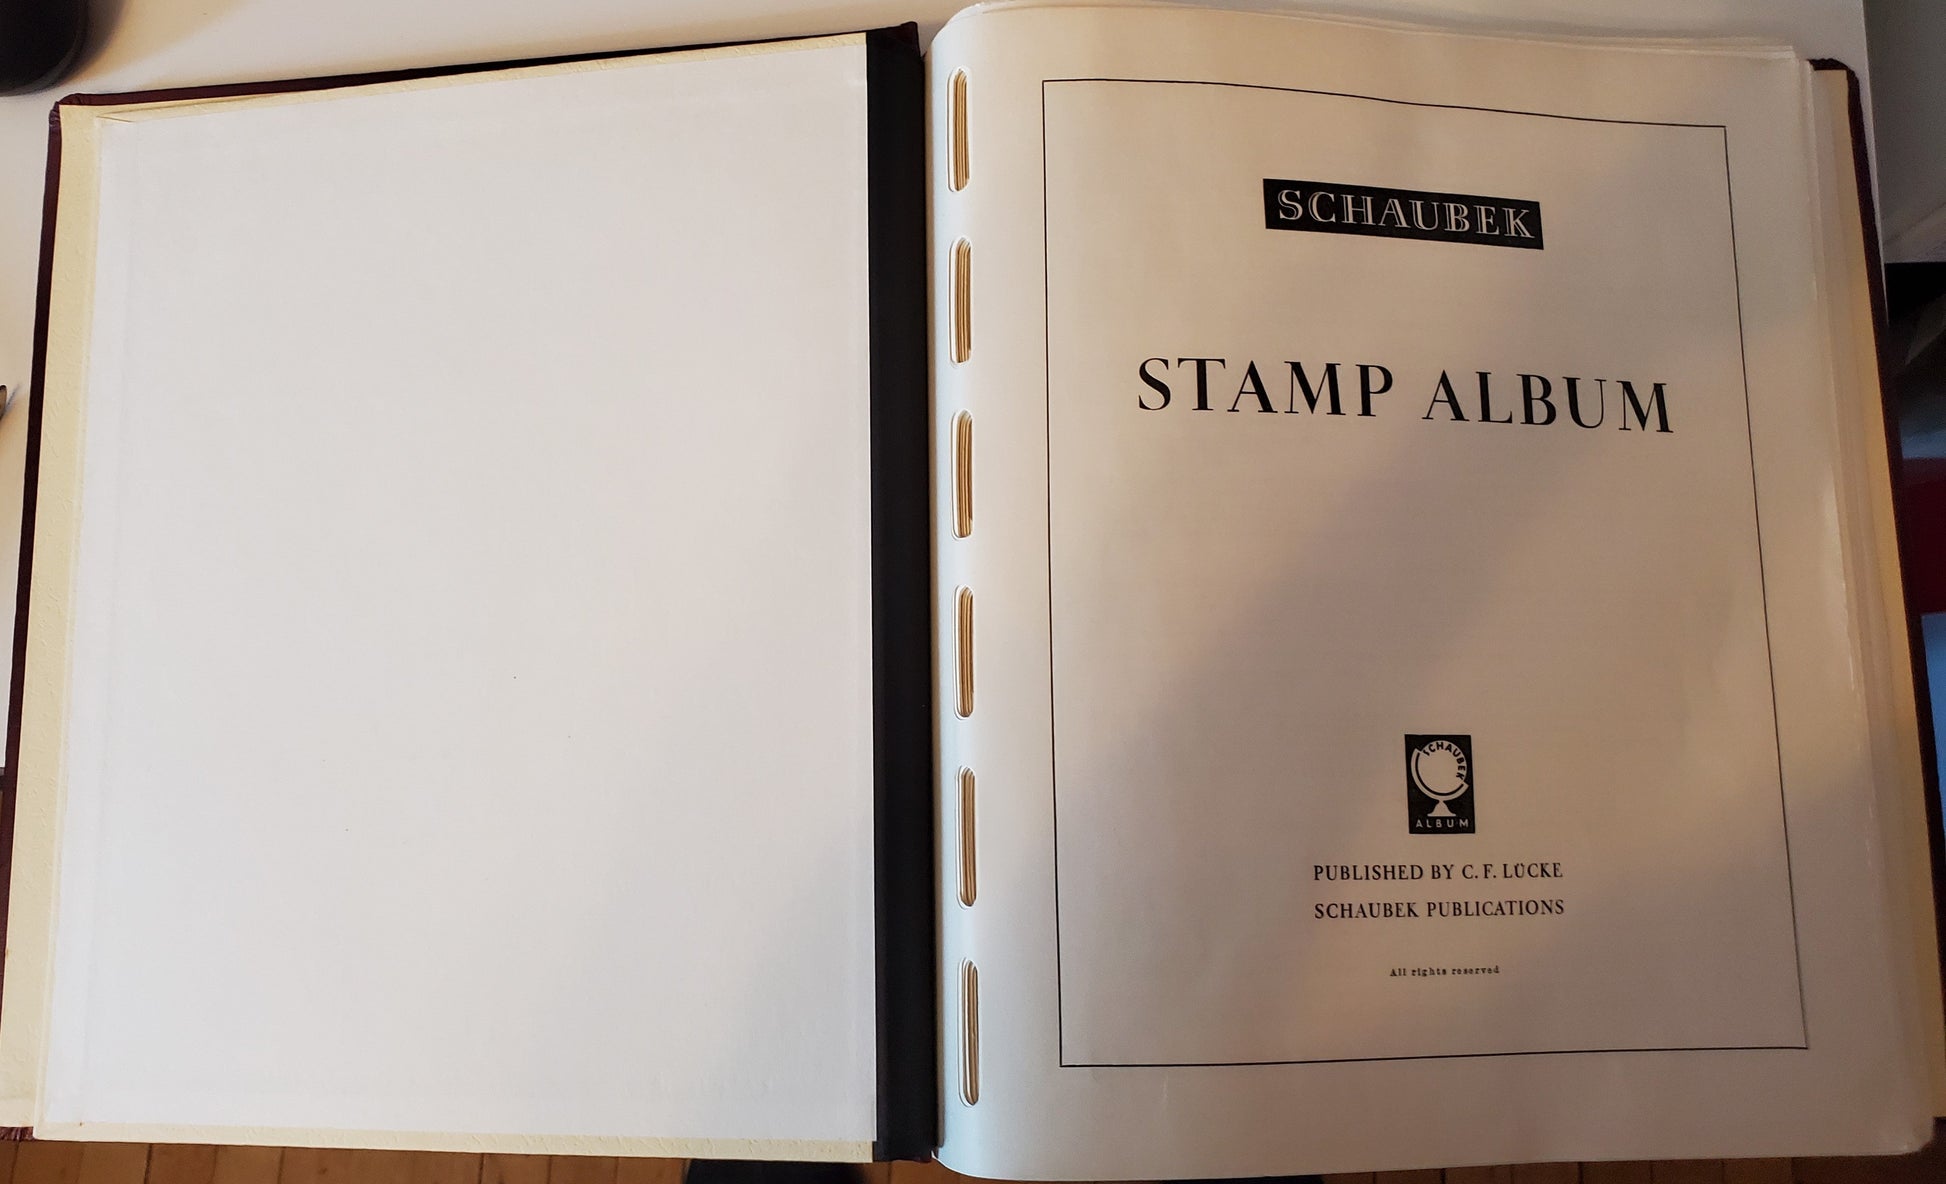 SCHAUBEK
STAMP ALBUM
SCHAUBEK
ALBUM
PUBLISHED BY C. F. LÜCKE
SCHAUBEK PUBLICATIONS
All rights reserved